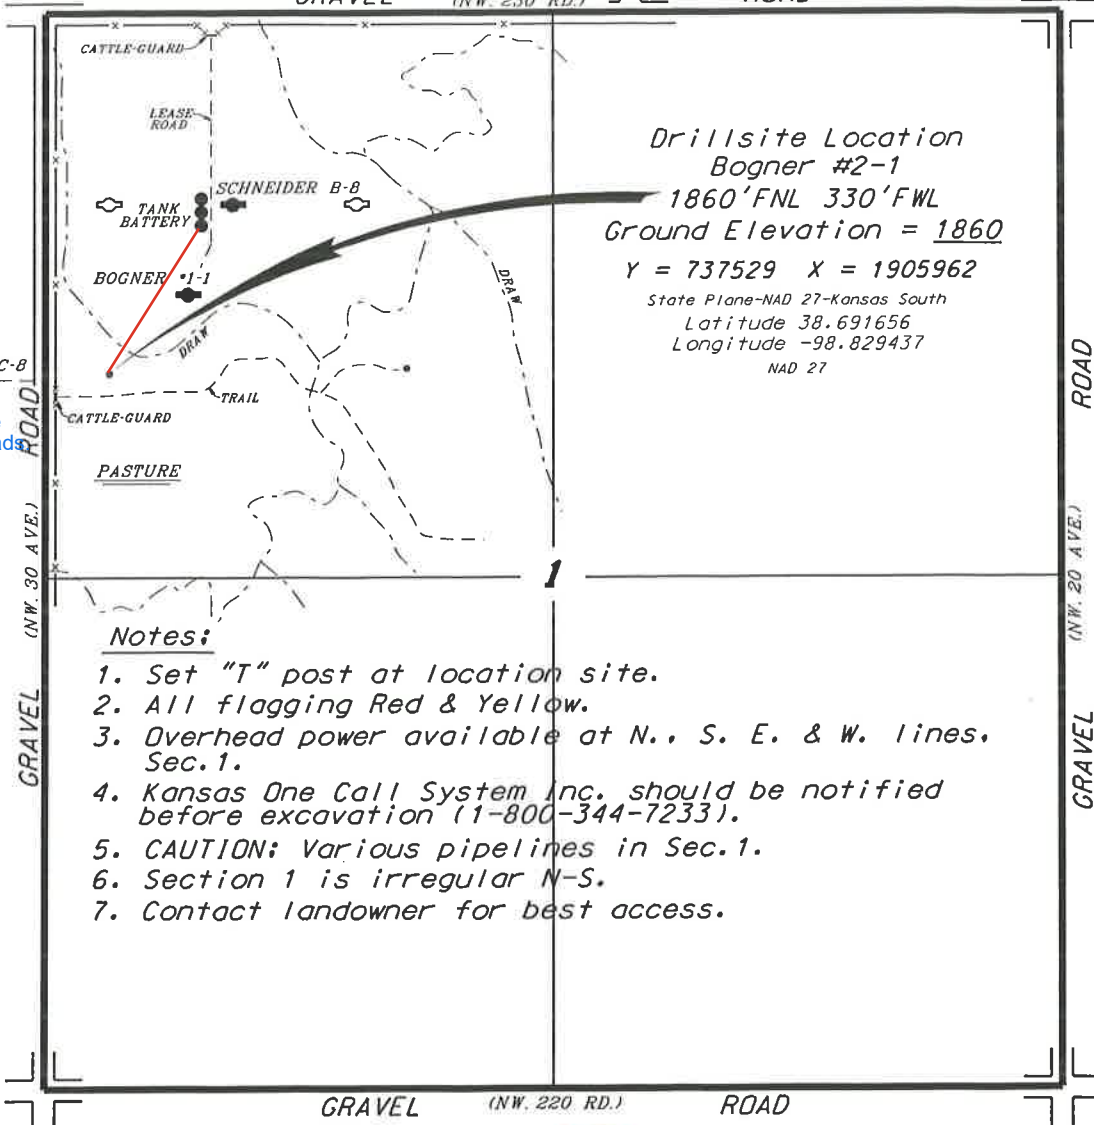 GRAVEL (NW. 230 RD.) ROAD
CATTLE-GUARD
LEASE
ROAD
SCHNEIDER B-8
TANK
BATTERY
BOGNER 1-1
DRAW
DRAW
TRAIL
CATTLE-GUARD
PASTURE
C-8
Drillsite Location
Bogner #2-1
1860'FNL 330'FWL
Ground Elevation = 1860
Y = 737529 X = 1905962
State Plane-NAD 27-Kansas South
Latitude 38.691656
Longitude -98.829437
NAD 27
GRAVEL (NW. 30 AVE.) ROAD
GRAVEL (NW. 20 AVE.) ROAD
1
Notes:
1. Set "T" post at location site.
2. All flagging Red & Yellow.
3. Overhead power available at N., S. E. & W. lines,
Sec.1.
4. Kansas One Call System Inc. should be notified
before excavation (1-800-344-7233).
5. CAUTION: Various pipelines in Sec.1.
6. Section 1 is irregular N-S.
7. Contact landowner for best access.
GRAVEL (NW. 220 RD.) ROAD